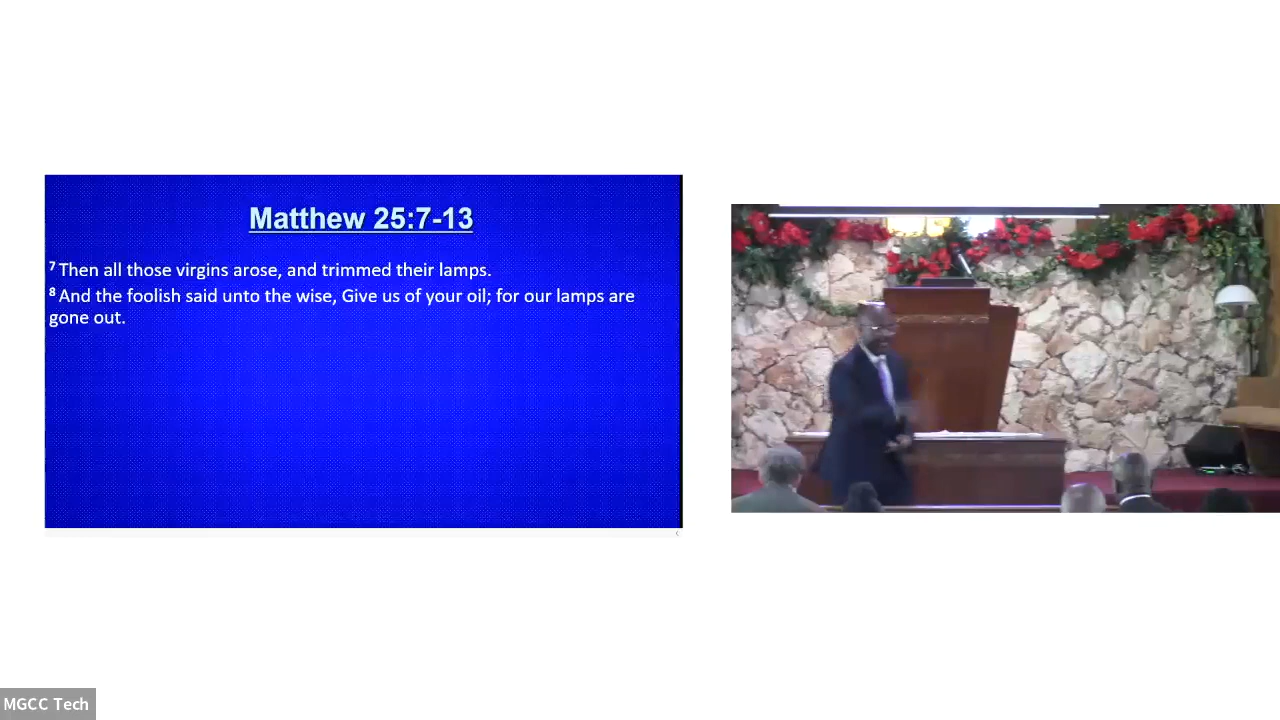 Matthew 25:7-13
7 Then all those virgins arose, and trimmed their lamps.
8 And the foolish said unto the wise, Give us of your oil; for our lamps are
gone out.
MGCC Tech